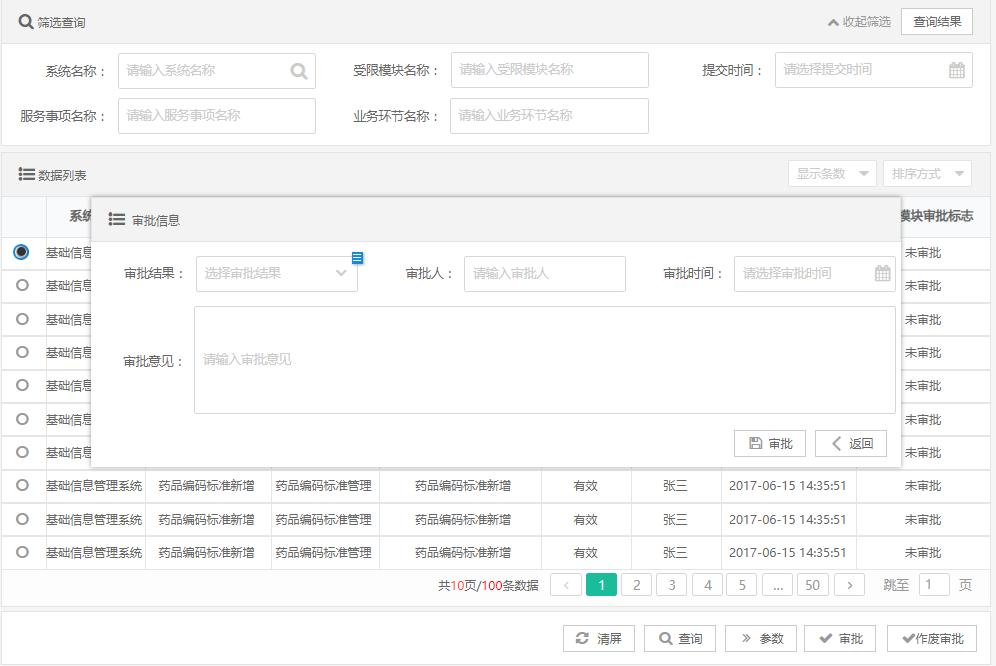 筛选查询 收起筛选 查询结果
系统名称： 请输入系统名称 受限模块名称： 请输入受限模块名称 提交时间： 请选择提交时间
服务事项名称： 请输入服务事项名称 业务环节名称： 请输入业务环节名称
数据列表 显示条数 排序方式
系统 模块审批标志
审批信息
基础信息 未审批
审批结果： 选择审批结果 审批人： 请输入审批人 审批时间： 请选择审批时间
基础信息 未审批
基础信息 未审批
基础信息 未审批
审批意见： 请输入审批意见
基础信息 未审批
基础信息 未审批
审批 返回
基础信息 未审批
基础信息管理系统 药品编码标准新增 药品编码标准管理 药品编码标准新增 有效 张三 2017-06-15 14:35:51 未审批
基础信息管理系统 药品编码标准新增 药品编码标准管理 药品编码标准新增 有效 张三 2017-06-15 14:35:51 未审批
基础信息管理系统 药品编码标准新增 药品编码标准管理 药品编码标准新增 有效 张三 2017-06-15 14:35:51 未审批
共10页/100条数据 < 1 2 3 4 5 ... 50 > 跳至 1 页
清屏 查询 参数 审批 作废审批